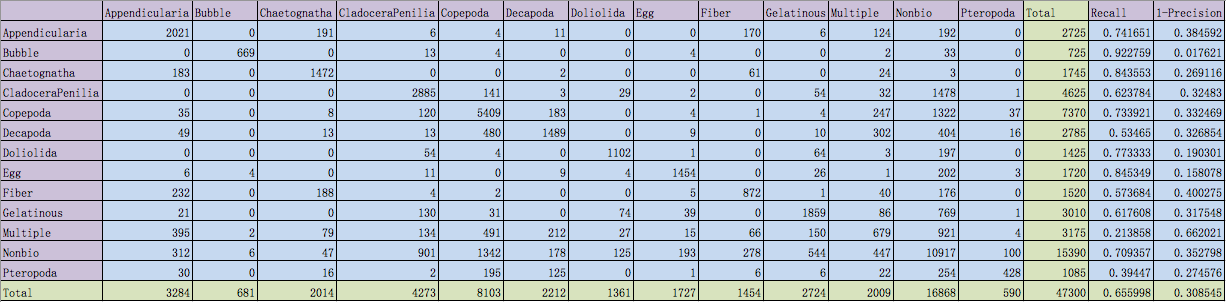 Appendicularia Bubble Chaetognatha CladoceraPenilia Copepoda Decapoda Doliolida Egg Fiber Gelatinous Multiple Nonbio Pteropoda Total Recall 1-Precision
Appendicularia 2021 0 191 6 4 11 0 0 170 6 124 192 0 2725 0.741651 0.384592
Bubble 0 669 0 13 4 0 0 4 0 0 2 33 0 725 0.922759 0.017621
Chaetognatha 183 0 1472 0 0 2 0 0 61 0 24 3 0 1745 0.843553 0.269116
CladoceraPenilia 0 0 0 2885 141 3 29 2 0 54 32 1478 1 4625 0.623784 0.32483
Copepoda 35 0 8 120 5409 183 0 4 1 4 247 1322 37 7370 0.733921 0.332469
Decapoda 49 0 13 13 480 1489 0 9 0 10 302 404 16 2785 0.53465 0.326854
Doliolida 0 0 0 54 4 0 1102 1 0 64 3 197 0 1425 0.773333 0.190301
Egg 6 4 0 11 0 9 4 1454 0 26 1 202 3 1720 0.845349 0.158078
Fiber 232 0 188 4 2 0 0 5 872 1 40 176 0 1520 0.573684 0.400275
Gelatinous 21 0 0 130 31 0 74 39 0 1859 86 769 1 3010 0.617608 0.317548
Multiple 395 2 79 134 491 212 27 15 66 150 679 921 4 3175 0.213858 0.662021
Nonbio 312 6 47 901 1342 178 125 193 278 544 447 10917 100 15390 0.709357 0.352798
Pteropoda 30 0 16 2 195 125 0 1 6 6 22 254 428 1085 0.39447 0.274576
Total 3284 681 2014 4273 8103 2212 1361 1727 1454 2724 2009 16868 590 47300 0.655998 0.308545